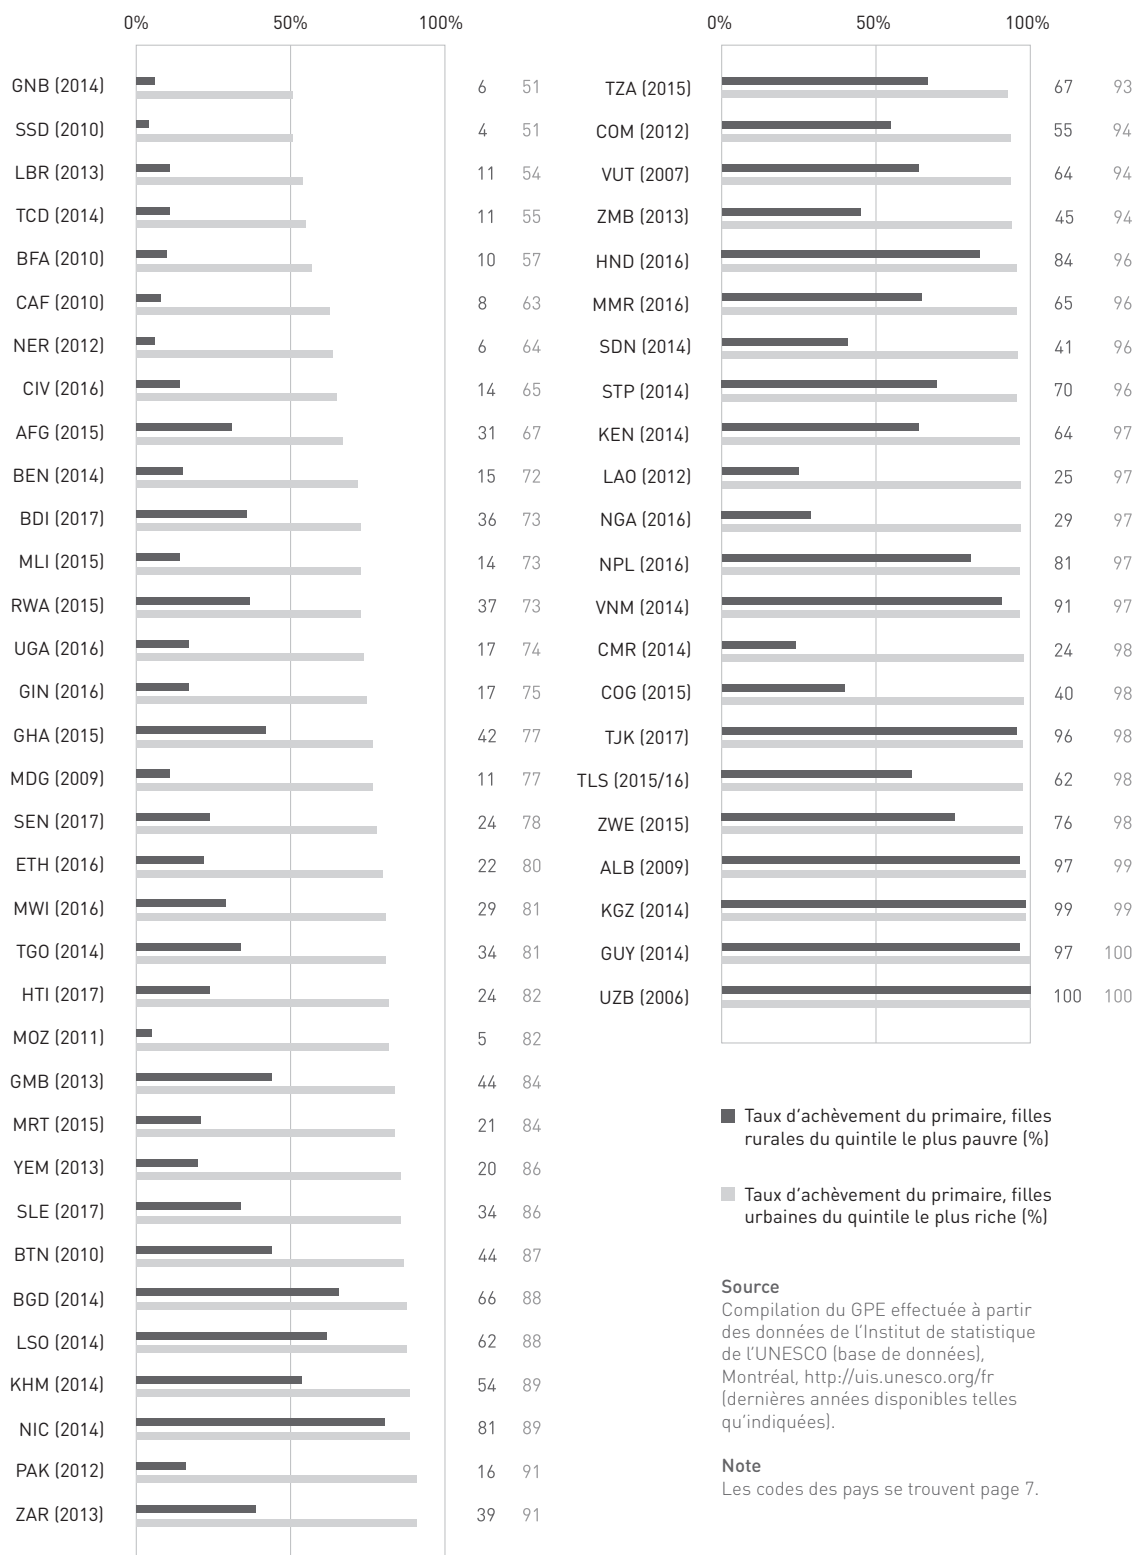 0% 50% 100%
GNB (2014) 6 51
SSD (2010) 4 51
LBR (2013) 11 54
TCD (2014) 11 55
BFA (2010) 10 57
CAF (2010) 8 63
NER (2012) 6 64
CIV (2016) 14 65
AFG (2015) 31 67
BEN (2014) 15 72
BDI (2017) 36 73
MLI (2015) 14 73
RWA (2015) 37 73
UGA (2016) 17 74
GIN (2016) 17 75
GHA (2015) 42 77
MDG (2009) 11 77
SEN (2017) 24 78
ETH (2016) 22 80
MWI (2016) 29 81
TGO (2014) 34 81
HTI (2017) 24 82
MOZ (2011) 5 82
GMB (2013) 44 84
MRT (2015) 21 84
YEM (2013) 20 86
SLE (2017) 34 86
BTN (2010) 44 87
BGD (2014) 66 88
LSO (2014) 62 88
KHM (2014) 54 89
NIC (2014) 81 89
PAK (2012) 16 91
ZAR (2013) 39 91
0% 50% 100%
TZA (2015) 67 93
COM (2012) 55 94
VUT (2007) 64 94
ZMB (2013) 45 94
HND (2016) 84 96
MMR (2016) 65 96
SDN (2014) 41 96
STP (2014) 70 96
KEN (2014) 64 97
LAO (2012) 25 97
NGA (2016) 29 97
NPL (2016) 81 97
VNM (2014) 91 97
CMR (2014) 24 98
COG (2015) 40 98
TJK (2017) 96 98
TLS (2015/16) 62 98
ZWE (2015) 76 98
ALB (2009) 97 99
KGZ (2014) 99 99
GUY (2014) 97 100
UZB (2006) 100 100
Taux d’achèvement du primaire, filles
rurales du quintile le plus pauvre (%)
Taux d’achèvement du primaire, filles
urbaines du quintile le plus riche (%)
Source
Compilation du GPE effectuée à partir
des données de l’Institut de statistique
de l’UNESCO (base de données),
Montréal, http://uis.unesco.org/fr
(dernières années disponibles telles
qu’indiquées).
Note
Les codes des pays se trouvent page 7.